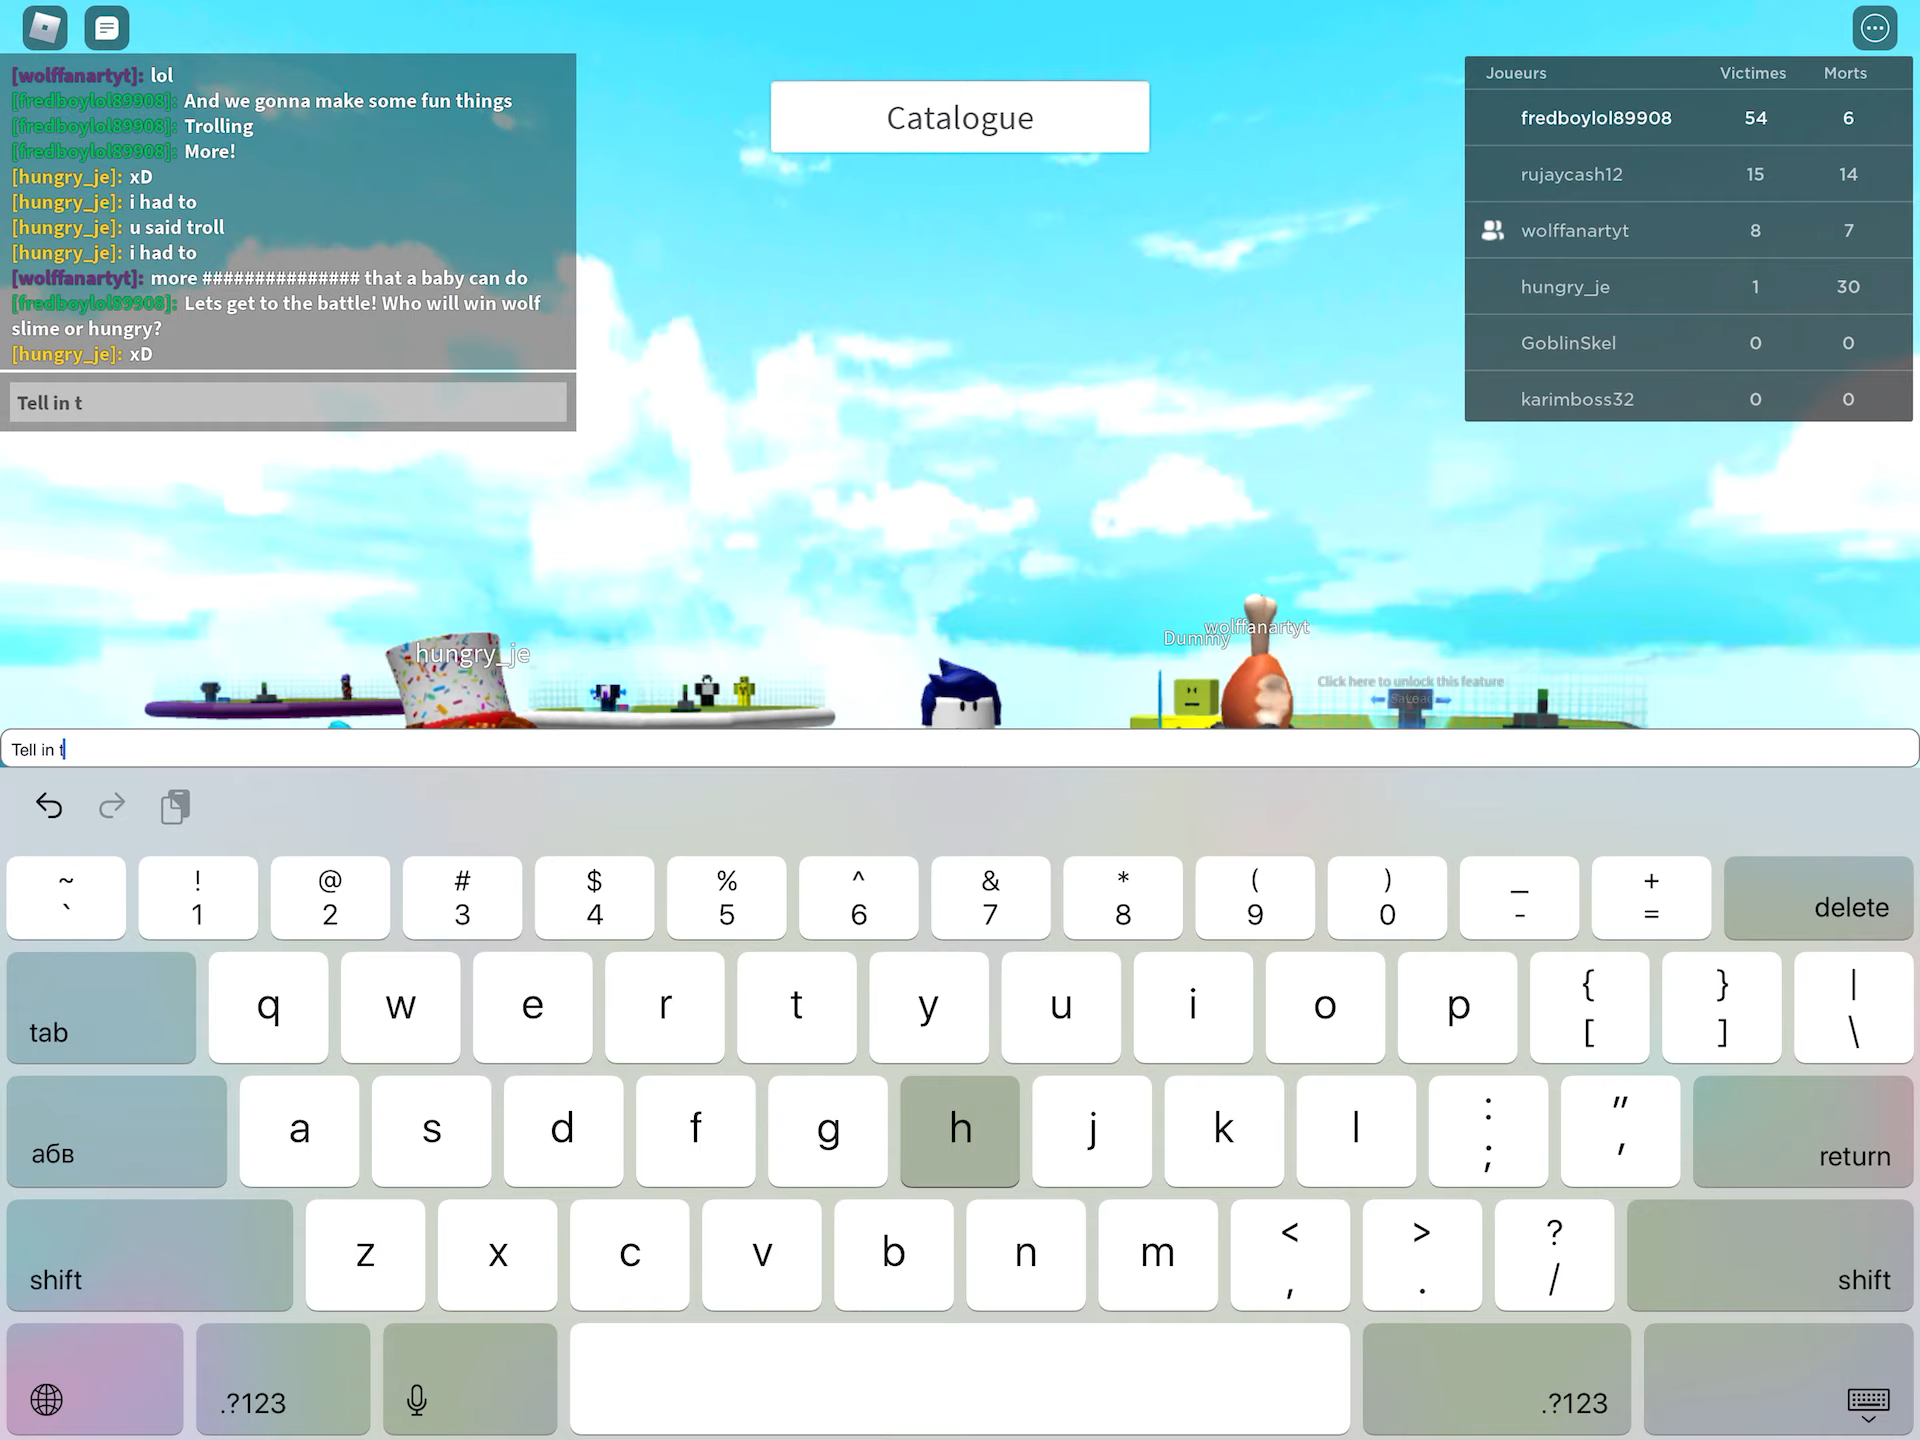 [wolffanartyt]: lol
[fredboylol89908]: And we gonna make some fun things
[fredboylol89908]: Trolling
[fredboylol89908]: More!
[hungry_je]: xD
[hungry_je]: i had to
[hungry_je]: u said troll
[hungry_je]: i had to
[wolffanartyt]: more ############### that a baby can do
[fredboylol89908]: Lets get to the battle! Who will win wolf
slime or hungry?
[hungry_je]: xD
Tell in t
Catalogue
Joueurs Victimes Morts
fredboylol89908 54 6
rujaycash12 15 14
wolffanartyt 8 7
hungry_je 1 30
GoblinSkel 0 0
karimboss32 0 0
hungry_je
wolffanartyt
Dummy
Click here to unlock this feature
Tell in t
~ ! @ # $ % ^ & * ( ) _ +
` 1 2 3 4 5 6 7 8 9 0 - = delete
tab q w e r t y u i o p { [ } ] | \
абв a s d f g h j k l : ; " ' return
shift z x c v b n m < , > . ? / shift
.?123 .?123